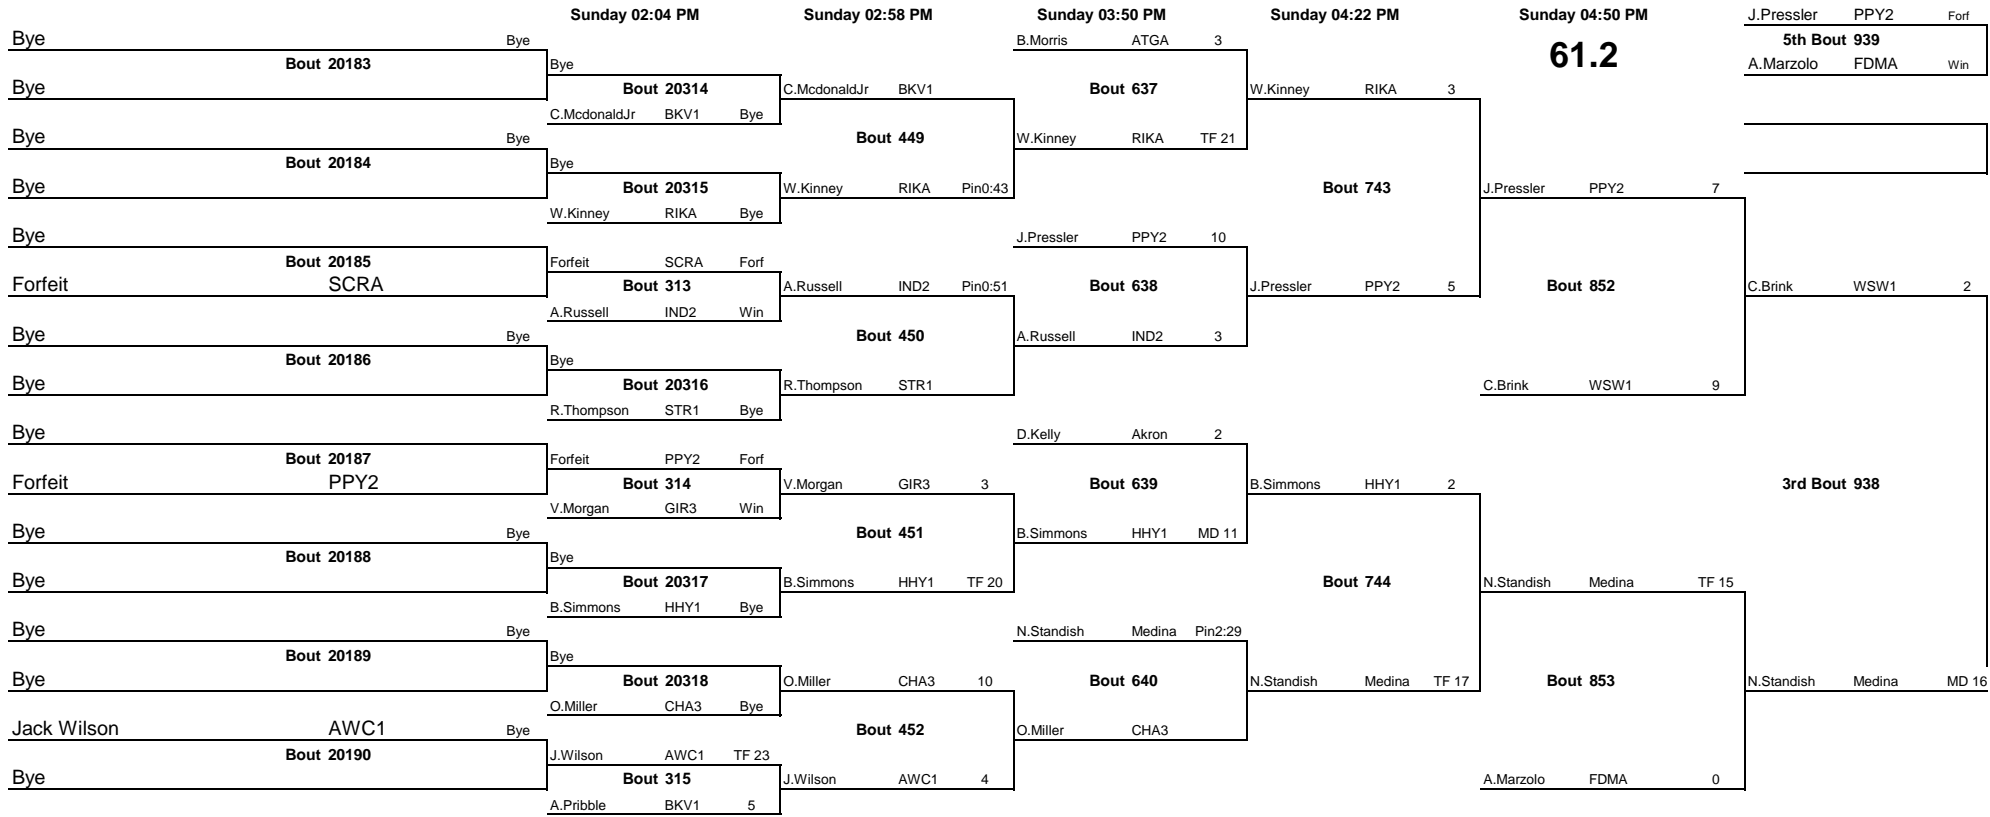 Sunday 02:04 PM Sunday 02:58 PM Sunday 03:50 PM Sunday 04:22 PM Sunday 04:50 PM J.Pressler PPY2 Forf
Bye Bye B.Morris ATGA 3 61.2 5th Bout 939
Bout 20183 Bye A.Marzolo FDMA Win
Bye Bout 20314 C.McdonaldJr BKV1 Bout 637 W.Kinney RIKA 3
C.McdonaldJr BKV1 Bye
Bye Bye Bout 449 W.Kinney RIKA TF 21
Bout 20184 Bye
Bye Bout 20315 W.Kinney RIKA Pin0:43 Bout 743 J.Pressler PPY2 7
W.Kinney RIKA Bye
Bye J.Pressler PPY2 10
Bout 20185 Forfeit SCRA Forf
Forfeit SCRA Bout 313 A.Russell IND2 Pin0:51 Bout 638 J.Pressler PPY2 5 Bout 852 C.Brink WSW1 2
A.Russell IND2 Win
Bye Bye Bout 450 A.Russell IND2 3
Bout 20186 Bye
Bye Bout 20316 R.Thompson STR1 C.Brink WSW1 9
R.Thompson STR1 Bye
Bye D.Kelly Akron 2
Bout 20187 Forfeit PPY2 Forf
Forfeit PPY2 Bout 314 V.Morgan GIR3 3 Bout 639 B.Simmons HHY1 2 3rd Bout 938
V.Morgan GIR3 Win
Bye Bye Bout 451 B.Simmons HHY1 MD 11
Bout 20188 Bye
Bye Bout 20317 B.Simmons HHY1 TF 20 Bout 744 N.Standish Medina TF 15
B.Simmons HHY1 Bye
Bye Bye N.Standish Medina Pin2:29
Bout 20189 Bye
Bye Bout 20318 O.Miller CHA3 10 Bout 640 N.Standish Medina TF 17 Bout 853 N.Standish Medina MD 16
O.Miller CHA3 Bye
Jack Wilson AWC1 Bye Bout 452 O.Miller CHA3
Bout 20190 J.Wilson AWC1 TF 23
Bye Bout 315 J.Wilson AWC1 4 A.Marzolo FDMA 0
A.Pribble BKV1 5